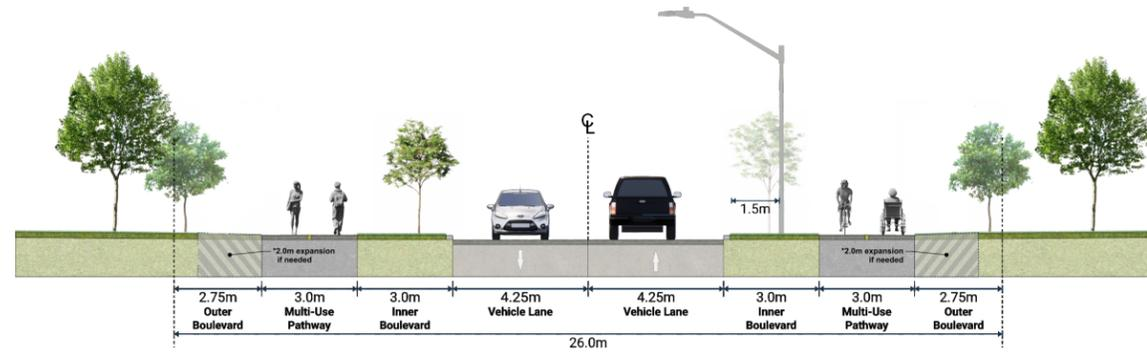 ℄
1.5m
*2.0m expansion
if needed
*2.0m expansion
if needed
2.75m
Outer
Boulevard
3.0m
Multi-Use
Pathway
3.0m
Inner
Boulevard
4.25m
Vehicle Lane
4.25m
Vehicle Lane
3.0m
Inner
Boulevard
3.0m
Multi-Use
Pathway
2.75m
Outer
Boulevard
26.0m